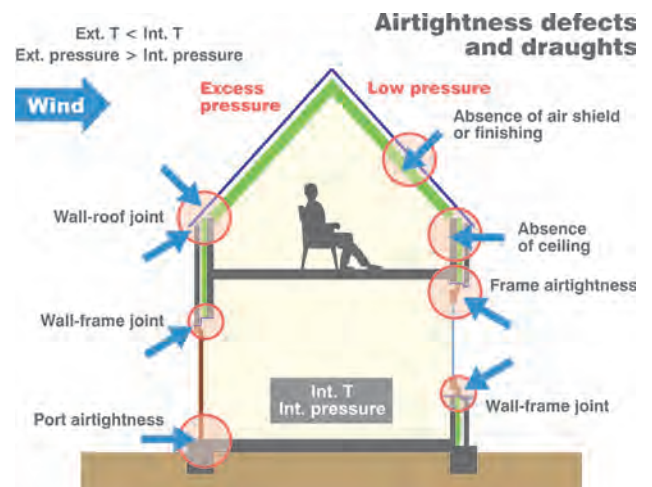 Airtightness defects
and draughts
Ext. T < Int. T
Ext. pressure > Int. pressure
Wind
Excess
pressure
Low pressure
Absence of air shield
or finishing
Wall-roof joint
Absence
of ceiling
Frame airtightness
Wall-frame joint
Int. T
Int. pressure
Wall-frame joint
Port airtightness